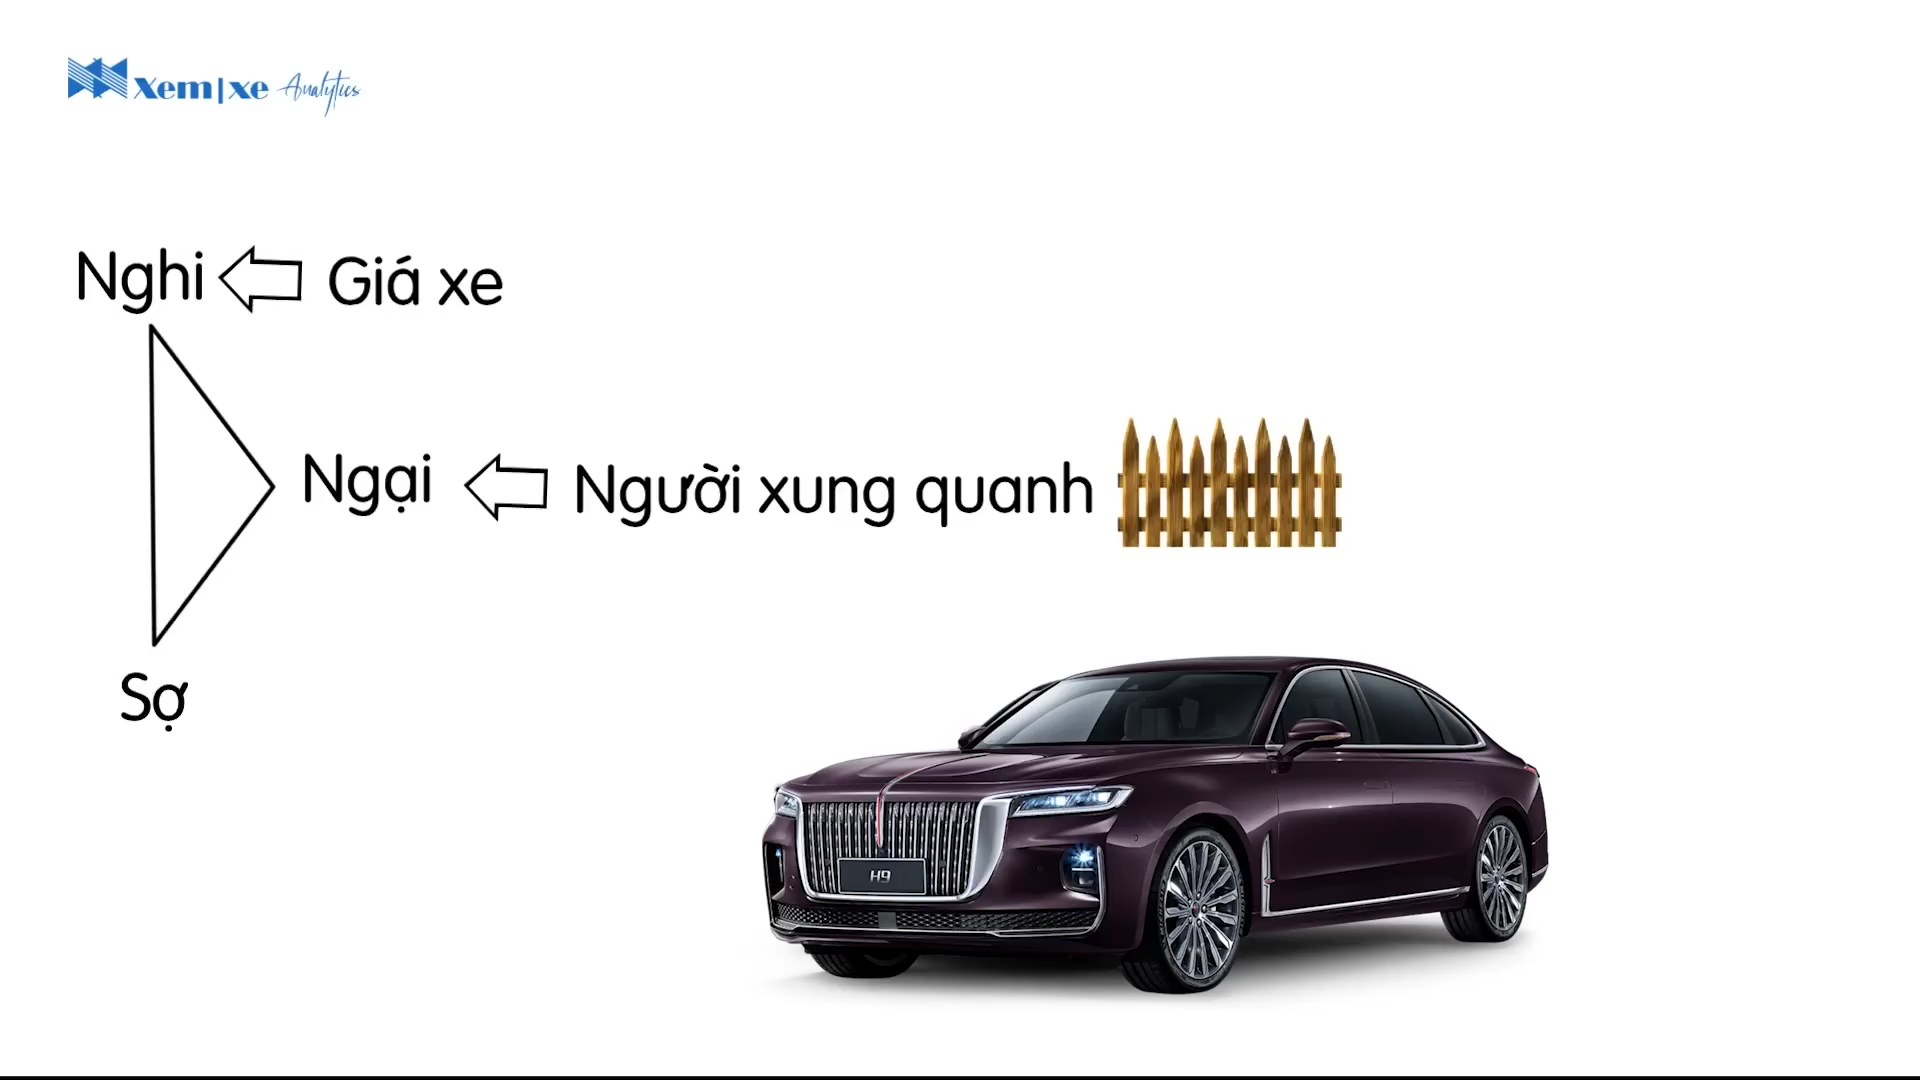 Xem|xe Analytics
Nghi
Giá xe
Ngại
Người xung quanh
Sợ
H9